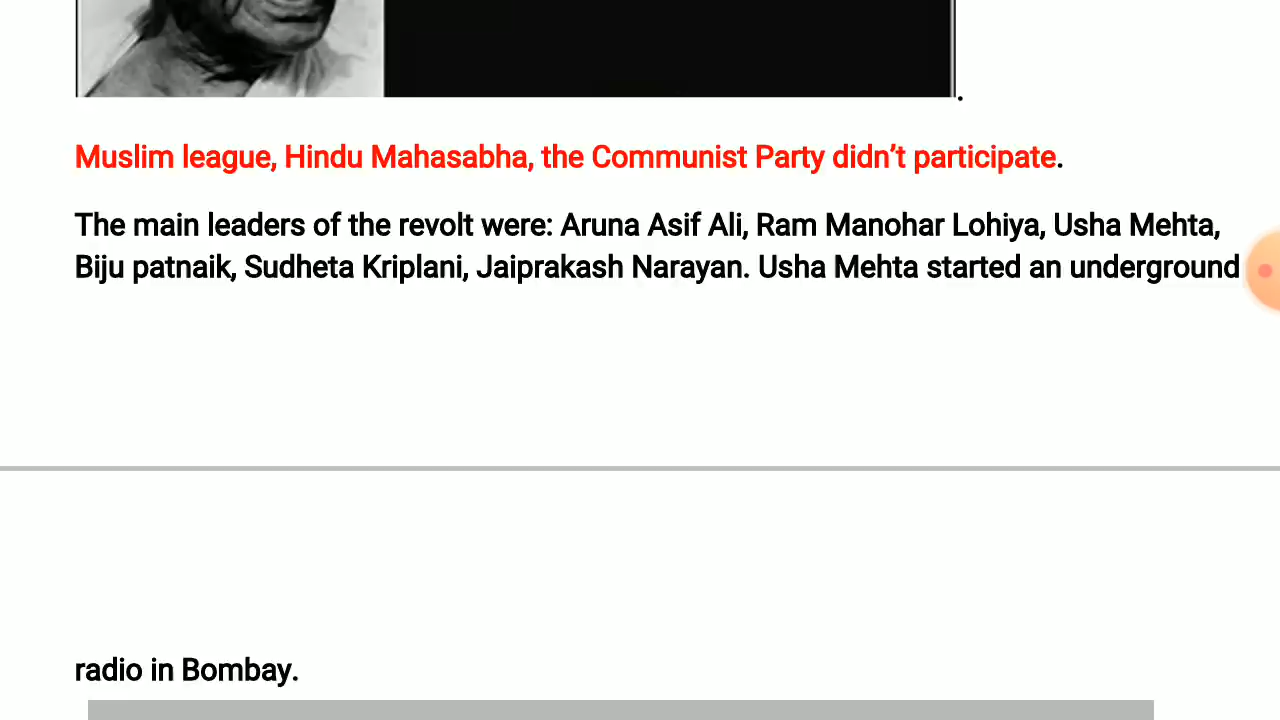 .
Muslim league, Hindu Mahasabha, the Communist Party didn’t participate.
The main leaders of the revolt were: Aruna Asif Ali, Ram Manohar Lohiya, Usha Mehta,
Biju patnaik, Sudheta Kriplani, Jaiprakash Narayan. Usha Mehta started an underground
radio in Bombay.